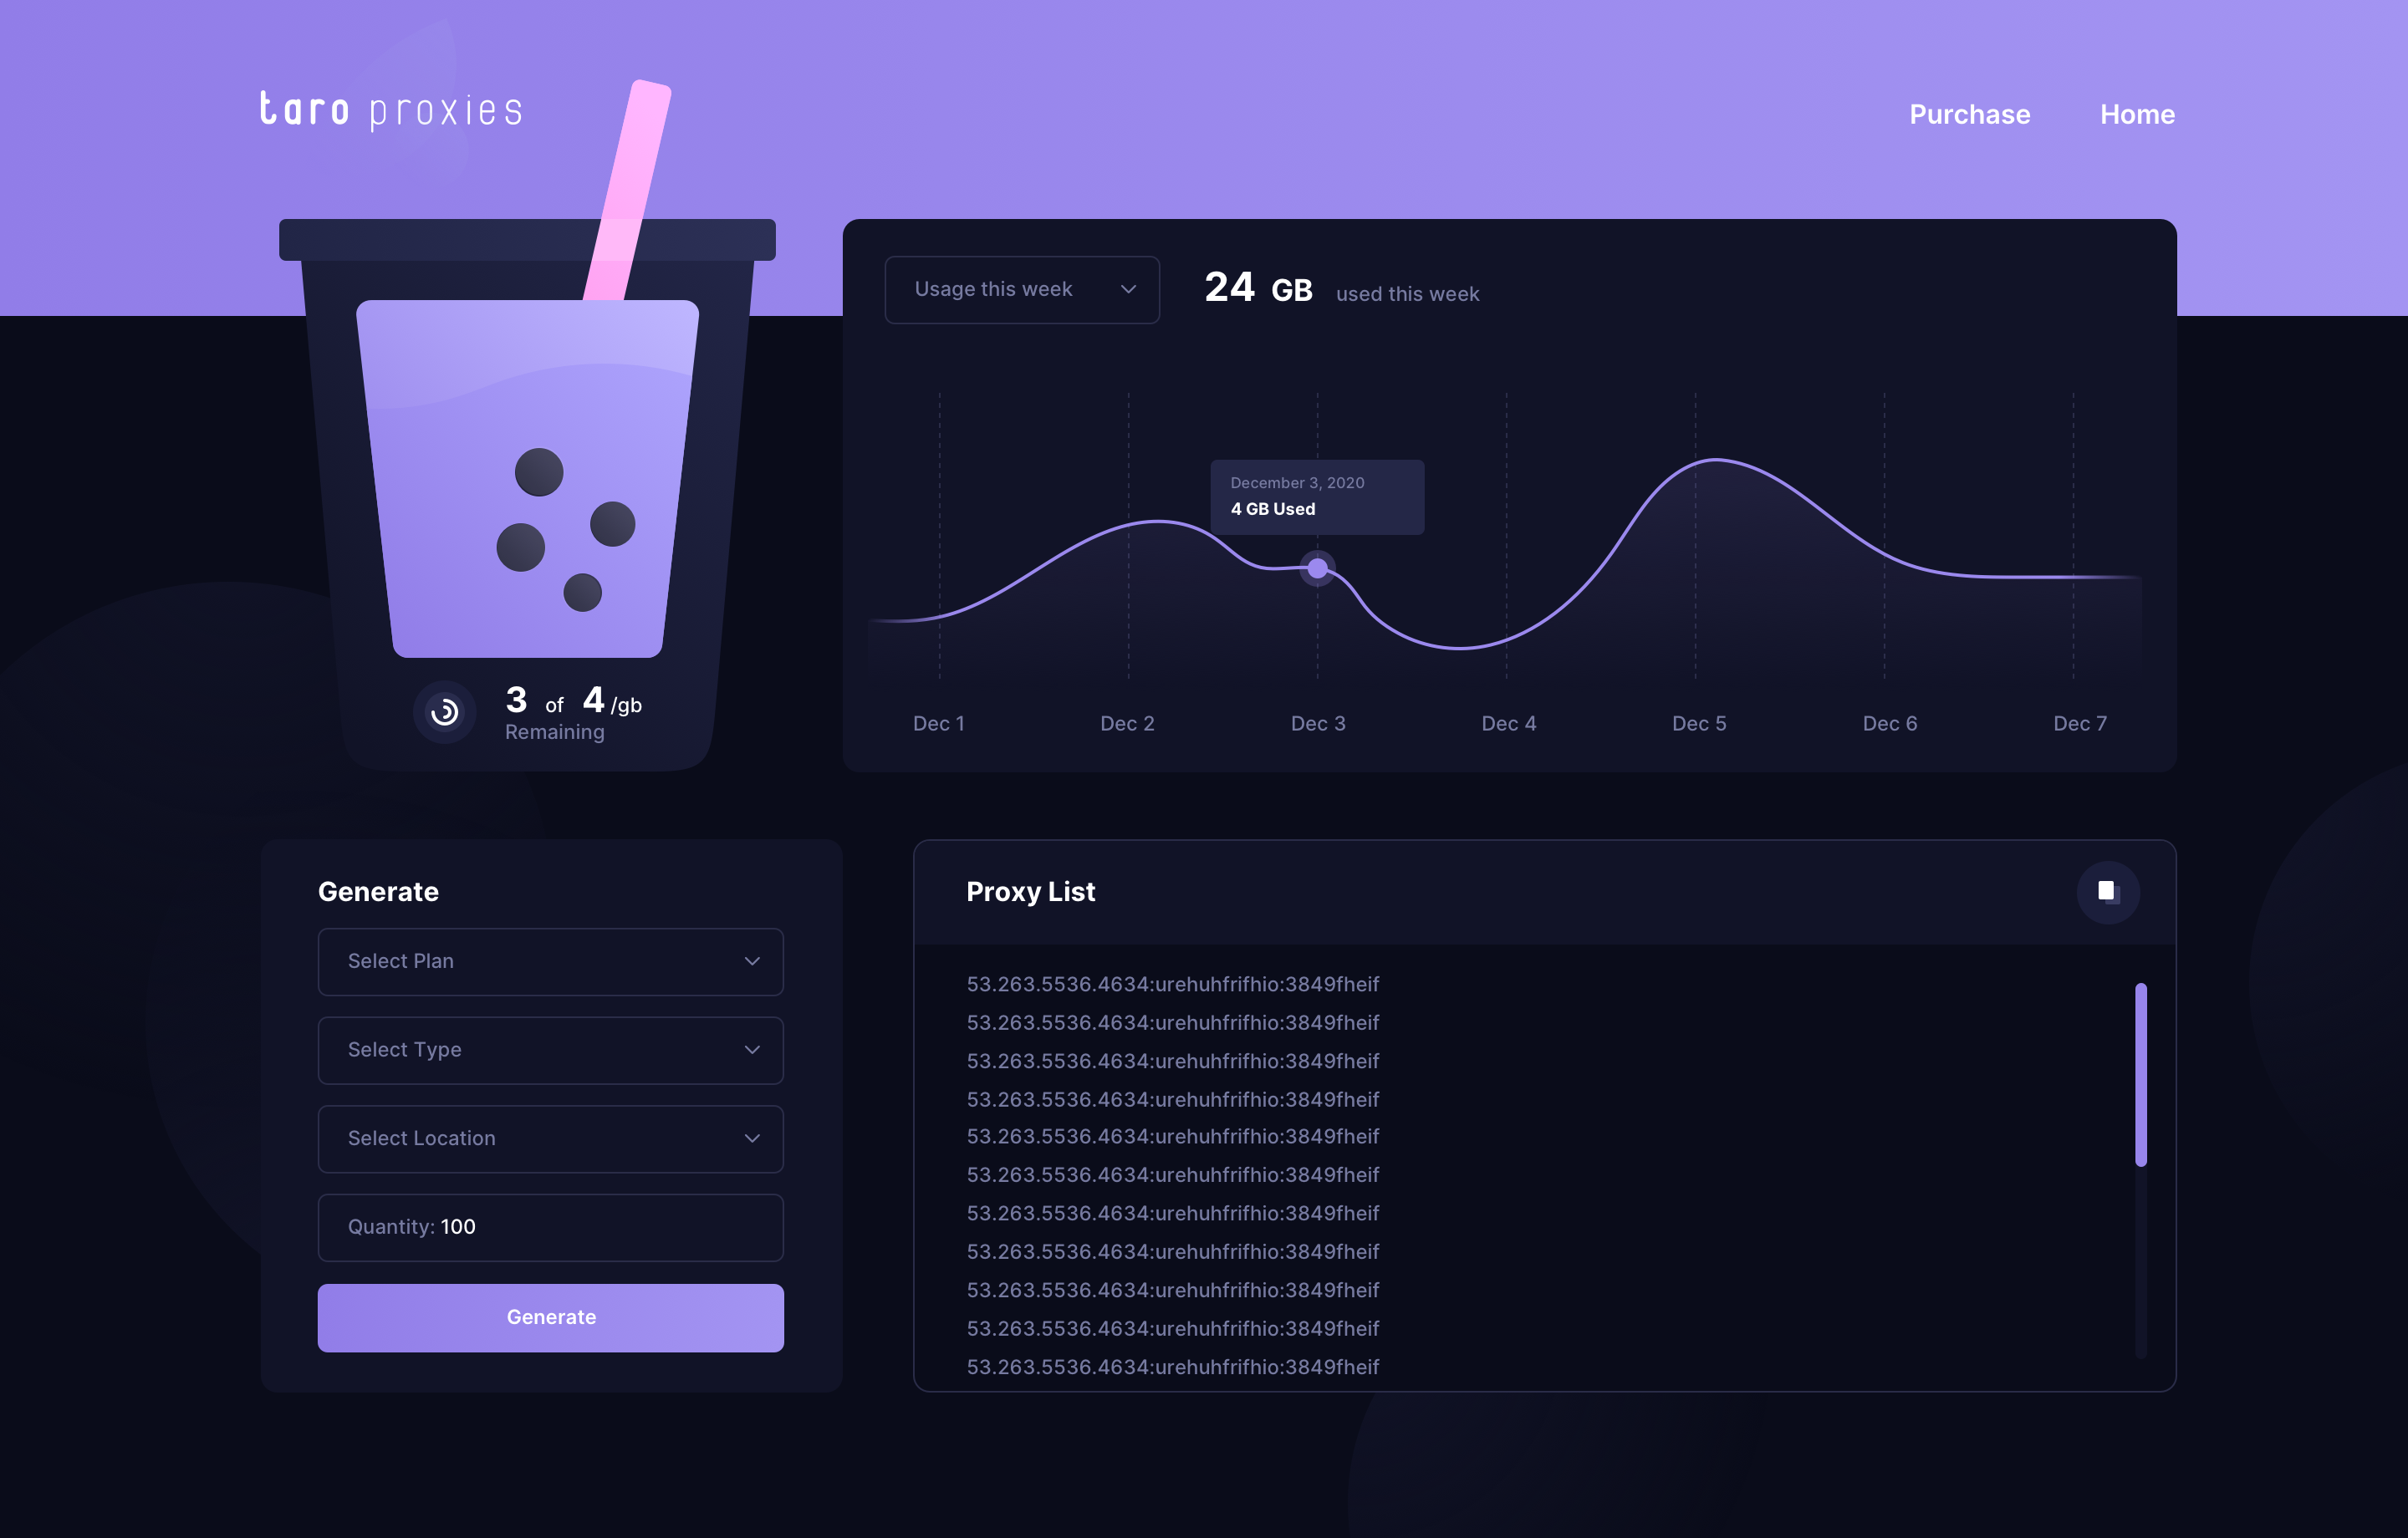 taro proxies
Purchase Home
Usage this week
24 GB used this week
December 3, 2020
4 GB Used
Dec 1 Dec 2 Dec 3 Dec 4 Dec 5 Dec 6 Dec 7
3 of 4 /gb
Remaining
Generate
Select Plan
Select Type
Select Location
Quantity: 100
Generate
Proxy List
53.263.5536.4634:urehuhfrifhio:3849fheif
53.263.5536.4634:urehuhfrifhio:3849fheif
53.263.5536.4634:urehuhfrifhio:3849fheif
53.263.5536.4634:urehuhfrifhio:3849fheif
53.263.5536.4634:urehuhfrifhio:3849fheif
53.263.5536.4634:urehuhfrifhio:3849fheif
53.263.5536.4634:urehuhfrifhio:3849fheif
53.263.5536.4634:urehuhfrifhio:3849fheif
53.263.5536.4634:urehuhfrifhio:3849fheif
53.263.5536.4634:urehuhfrifhio:3849fheif
53.263.5536.4634:urehuhfrifhio:3849fheif